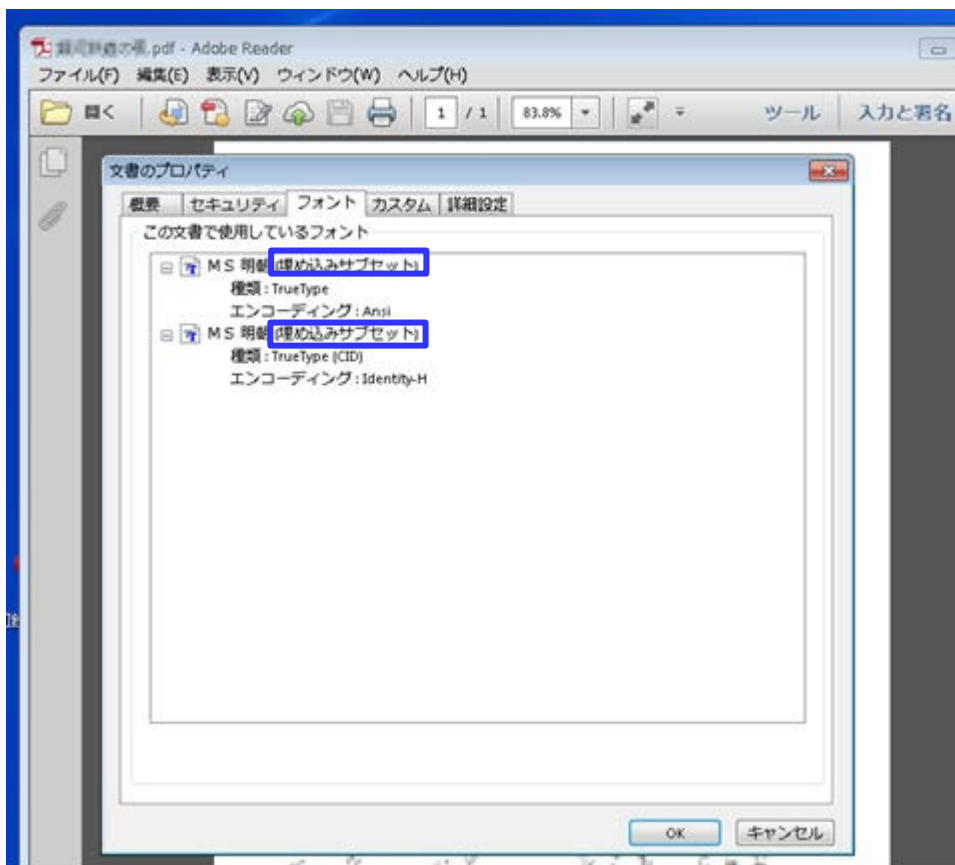 .pdf - Adobe Reader
ファイル(F) 編集(E) 表示(V) ウィンドウ(W) ヘルプ(H)
開く 1 / 1 83.8% ツール 入力と署名
文書のプロパティ
概要 セキュリティ フォント カスタム 詳細設定
この文書で使用しているフォント
MS 明朝 (埋め込みサブセット)
種類 : TrueType
エンコーディング : Ansi
MS 明朝 (埋め込みサブセット)
種類 : TrueType (CID)
エンコーディング : Identity-H
OK キャンセル